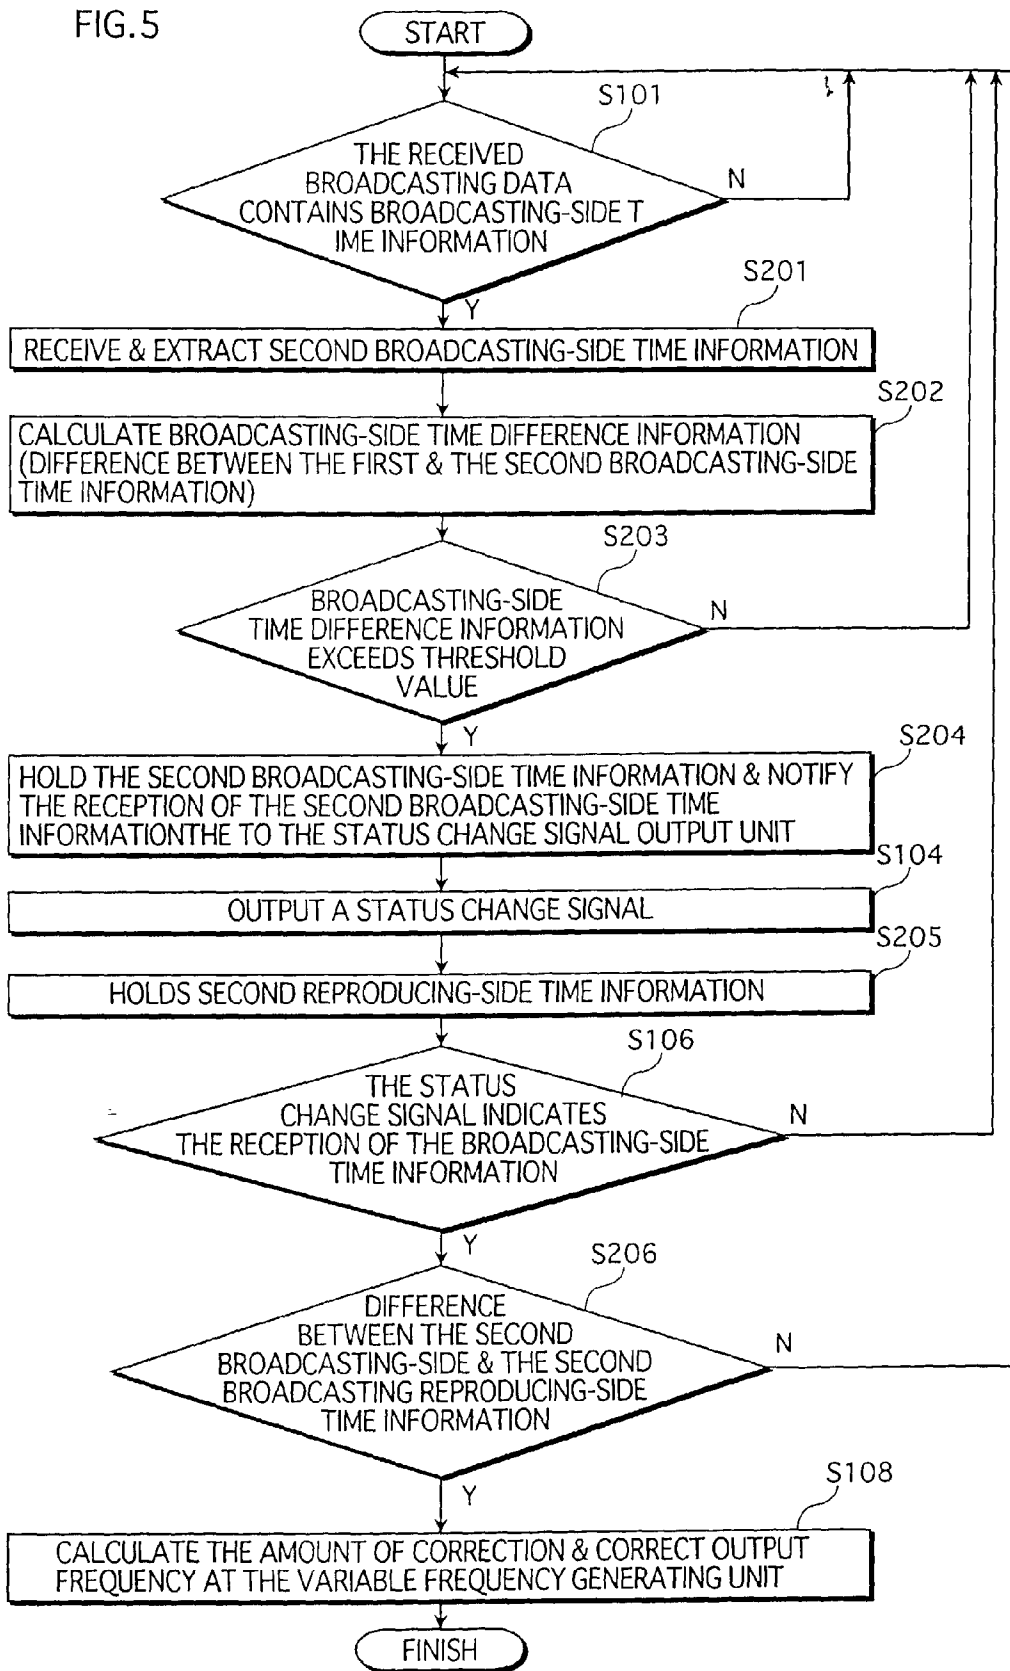 FIG.5
START
S101
THE RECEIVED
BROADCASTING DATA
CONTAINS BROADCASTING-SIDE T
IME INFORMATION
N
Y
S201
RECEIVE & EXTRACT SECOND BROADCASTING-SIDE TIME INFORMATION
S202
CALCULATE BROADCASTING-SIDE TIME DIFFERENCE INFORMATION
(DIFFERENCE BETWEEN THE FIRST & THE SECOND BROADCASTING-SIDE
TIME INFORMATION)
S203
BROADCASTING-SIDE
TIME DIFFERENCE INFORMATION
EXCEEDS THRESHOLD
VALUE
N
Y
S204
HOLD THE SECOND BROADCASTING-SIDE TIME INFORMATION & NOTIFY
THE RECEPTION OF THE SECOND BROADCASTING-SIDE TIME
INFORMATIONTHE TO THE STATUS CHANGE SIGNAL OUTPUT UNIT
S104
OUTPUT A STATUS CHANGE SIGNAL
S205
HOLDS SECOND REPRODUCING-SIDE TIME INFORMATION
S106
THE STATUS
CHANGE SIGNAL INDICATES
THE RECEPTION OF THE BROADCASTING-SIDE
TIME INFORMATION
N
Y
S206
DIFFERENCE
BETWEEN THE SECOND
BROADCASTING-SIDE & THE SECOND
BROADCASTING REPRODUCING-SIDE
TIME INFORMATION
N
Y
S108
CALCULATE THE AMOUNT OF CORRECTION & CORRECT OUTPUT
FREQUENCY AT THE VARIABLE FREQUENCY GENERATING UNIT
FINISH